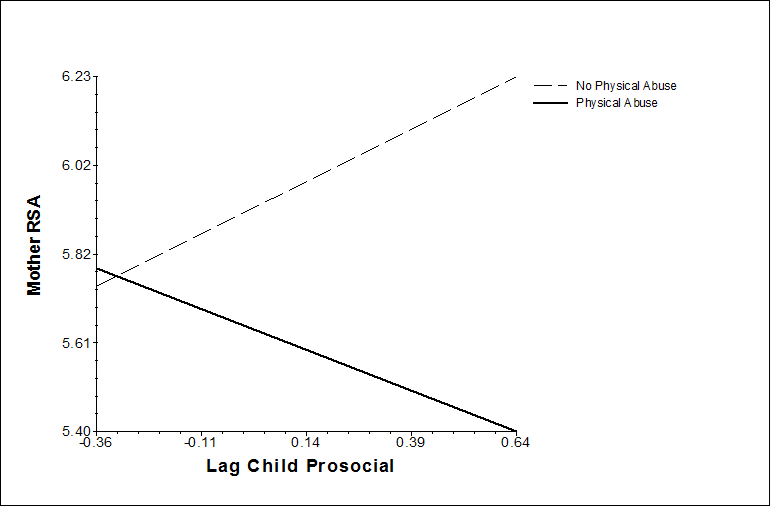 6.23
6.02
5.82
5.61
5.40
Mother RSA
-0.36
-0.11
0.14
0.39
0.64
Lag Child Prosocial
No Physical Abuse
Physical Abuse